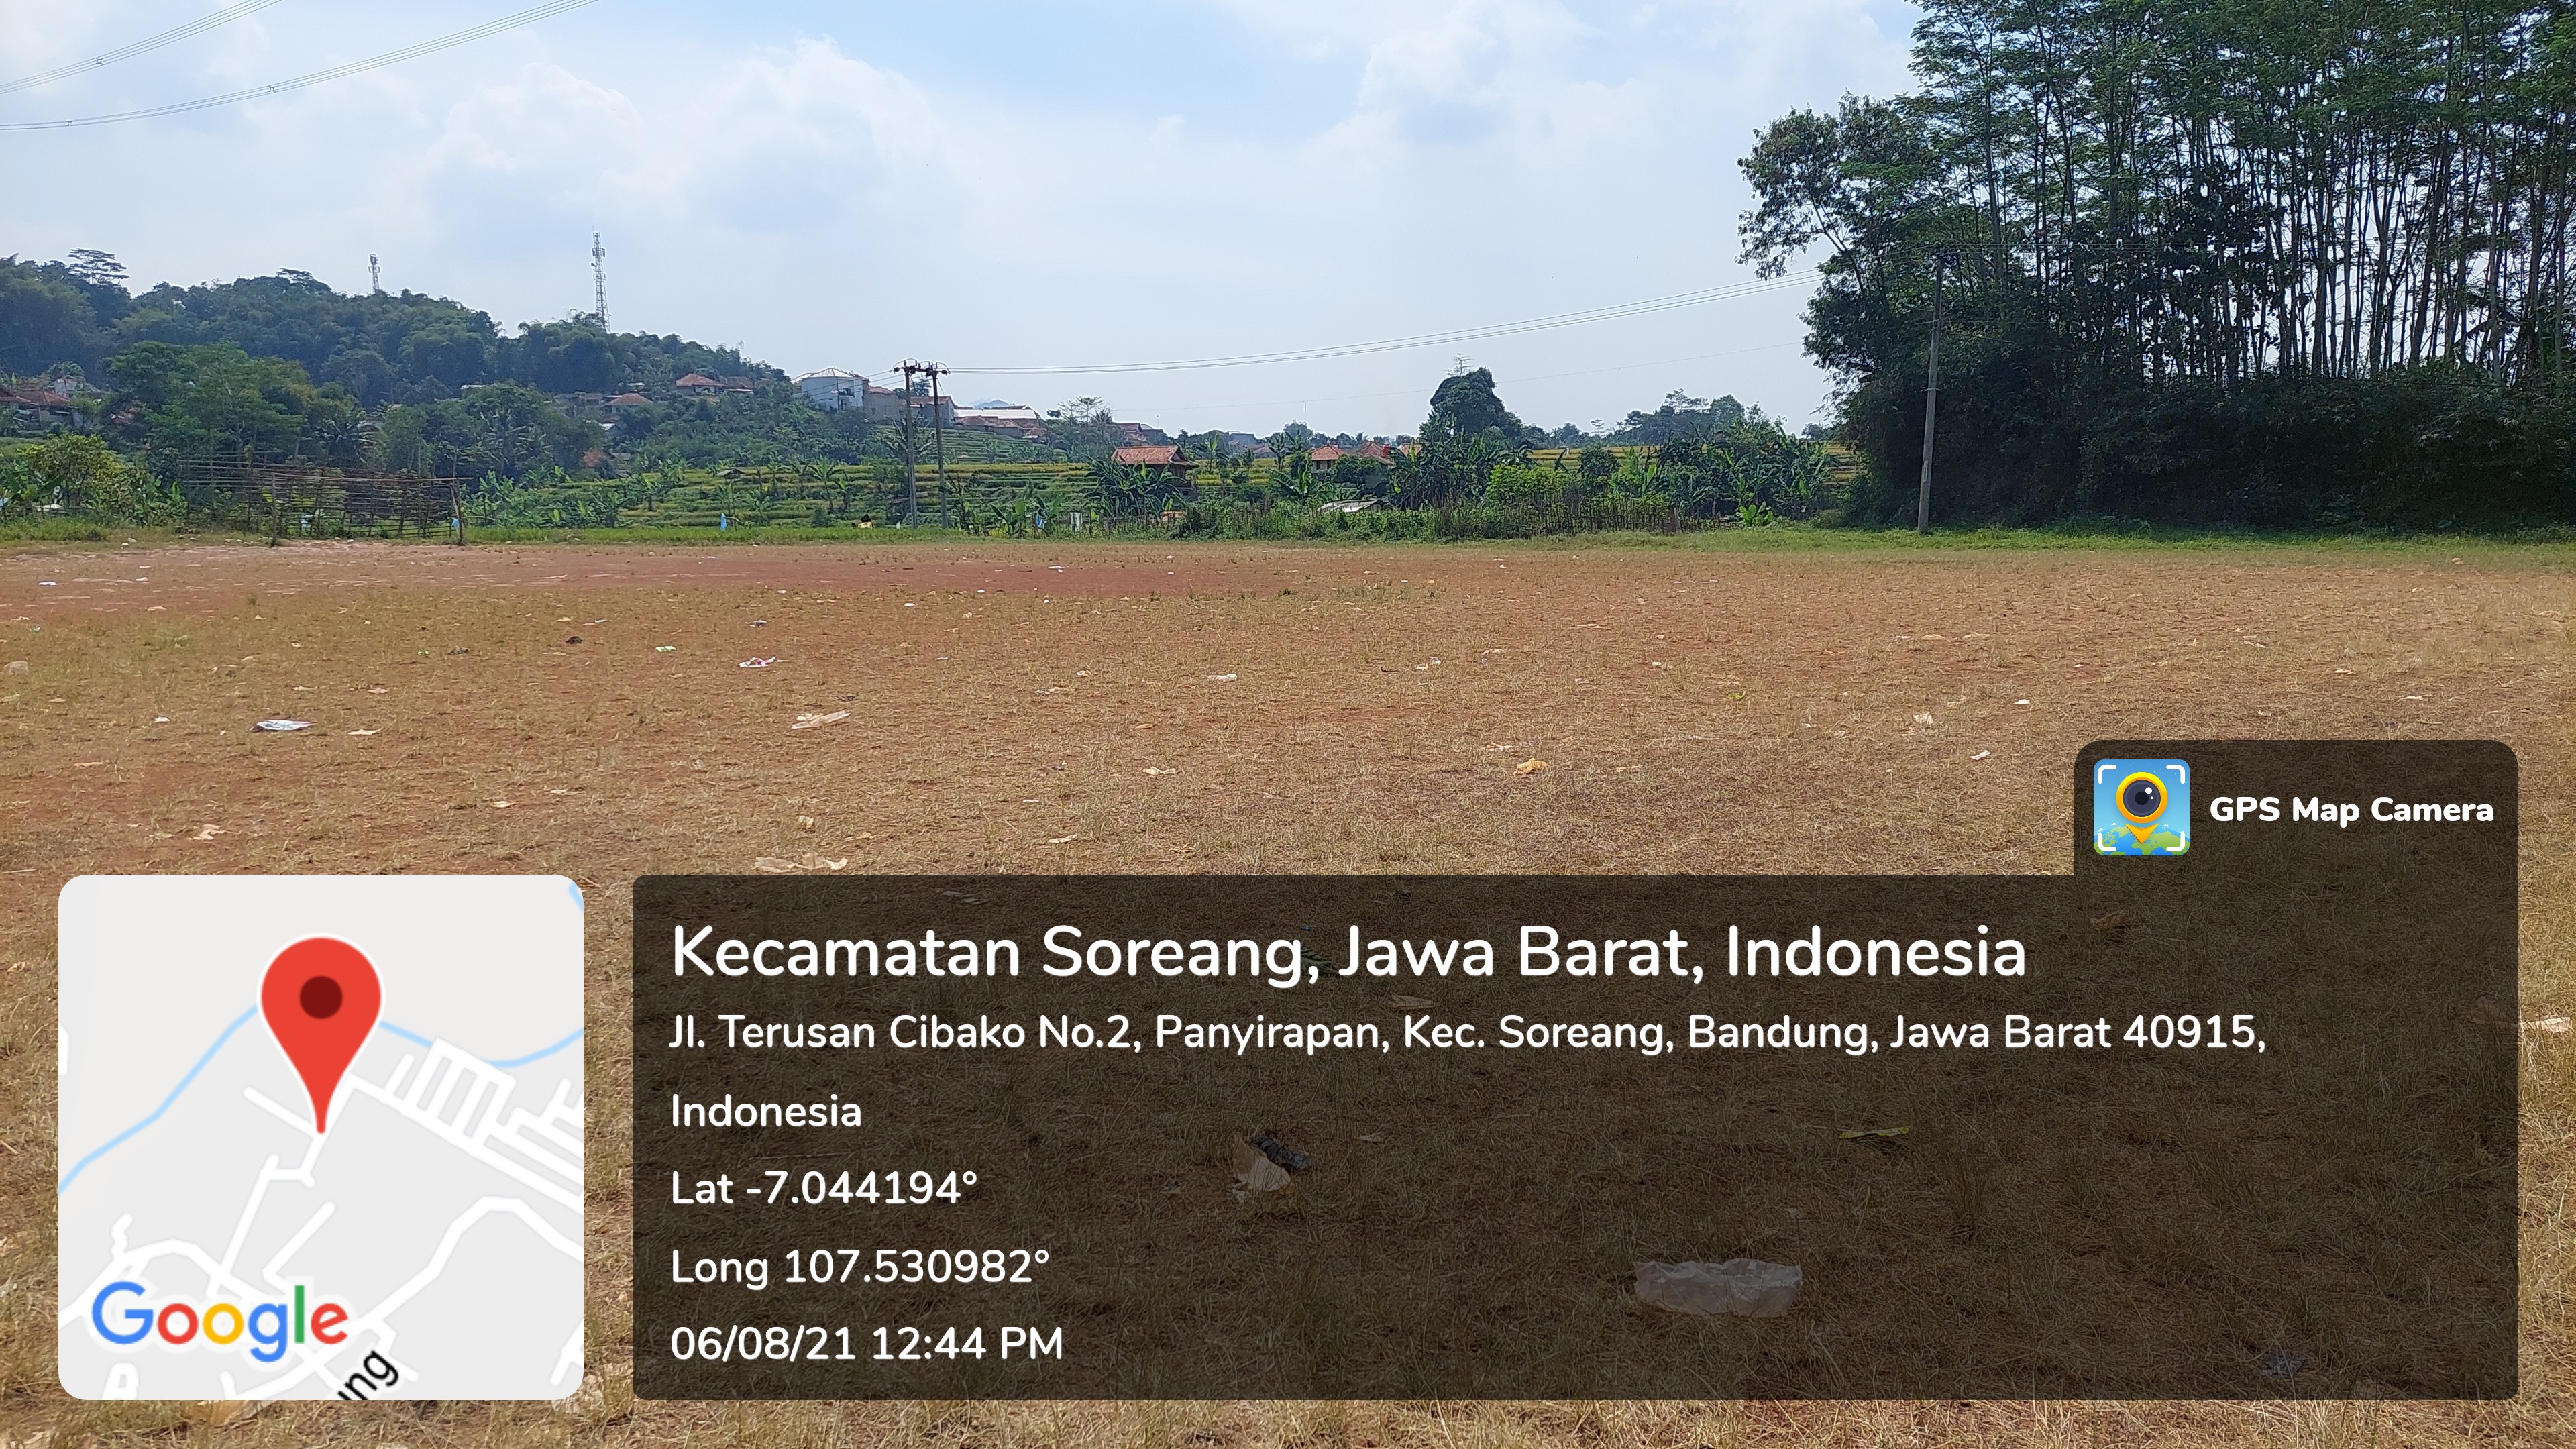 GPS Map Camera
Kecamatan Soreang, Jawa Barat, Indonesia
Jl. Terusan Cibako No.2, Panyirapan, Kec. Soreang, Bandung, Jawa Barat 40915,
Indonesia
Lat -7.044194°
Long 107.530982°
06/08/21 12:44 PM
Google
ung